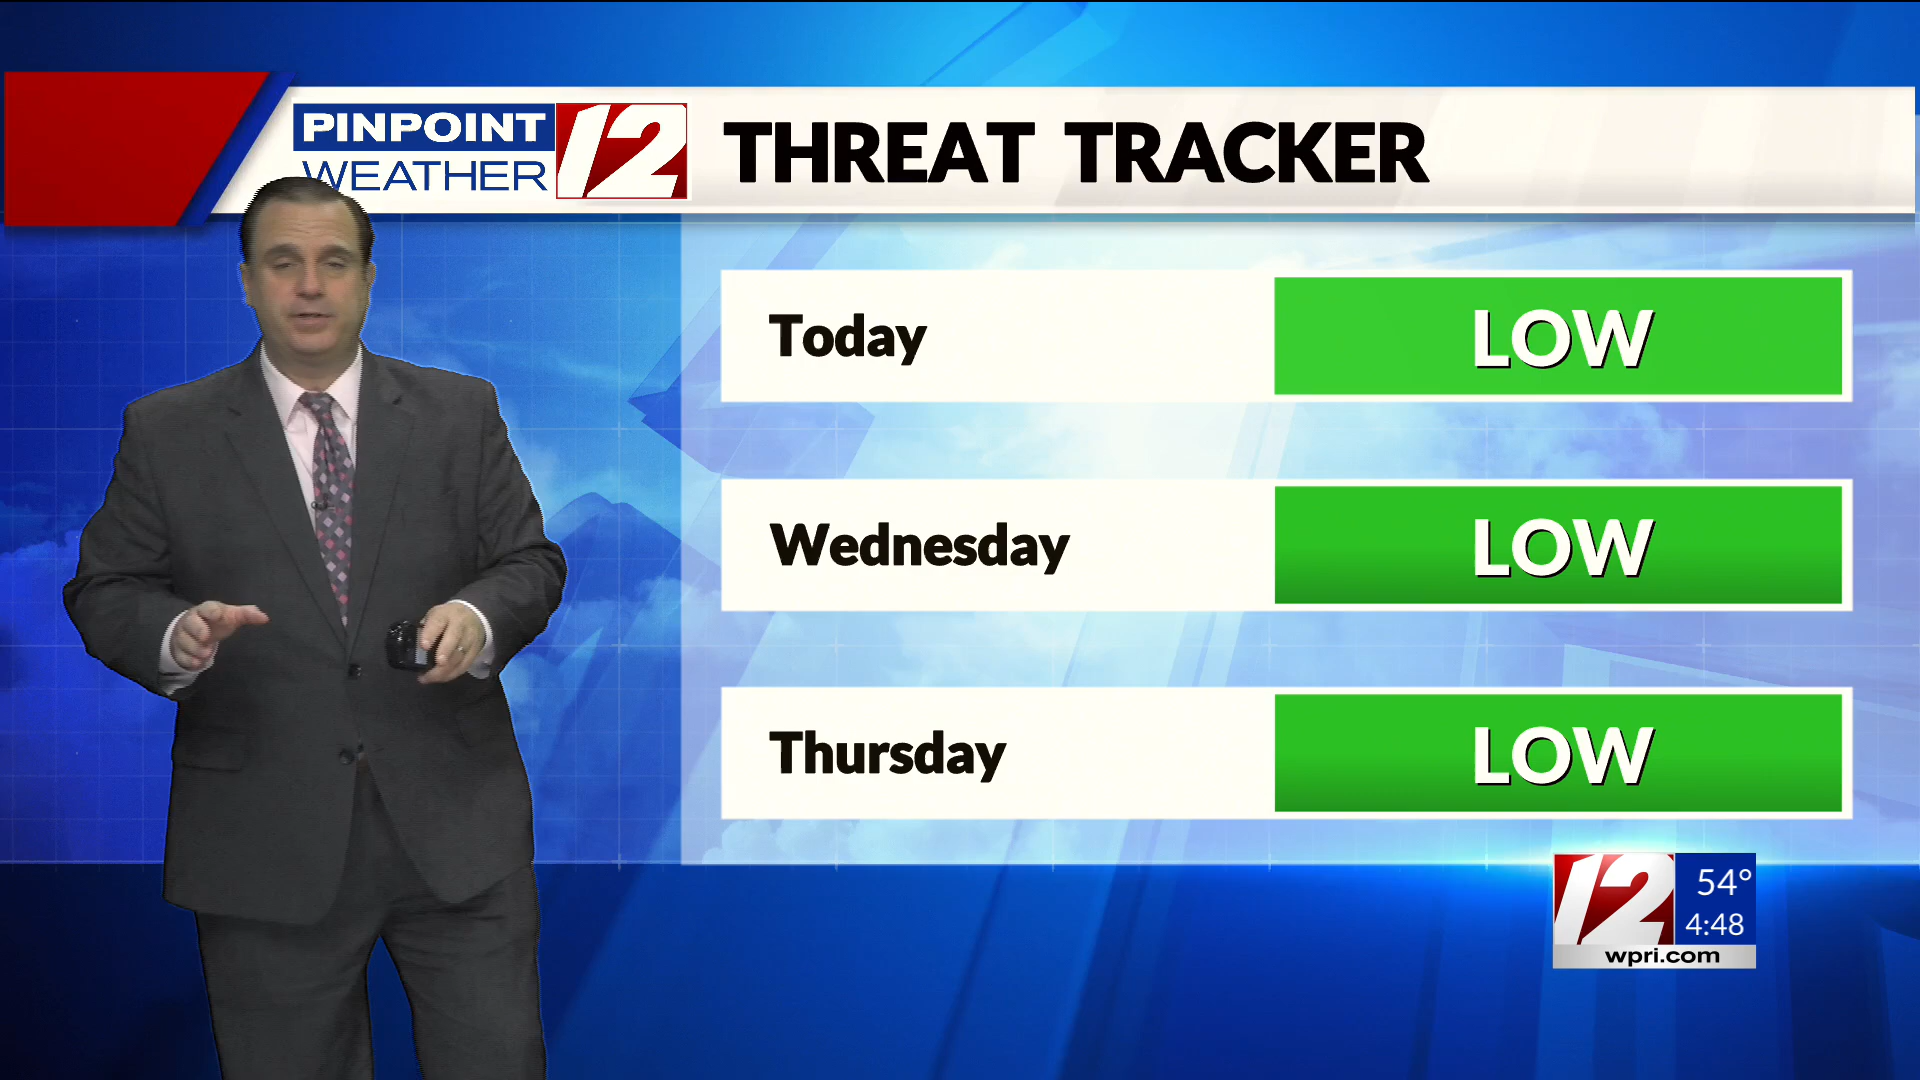 PINPOINT
WEATHER
12
THREAT TRACKER
Today
LOW
Wednesday
LOW
Thursday
LOW
12
54°
4:48
wpri.com